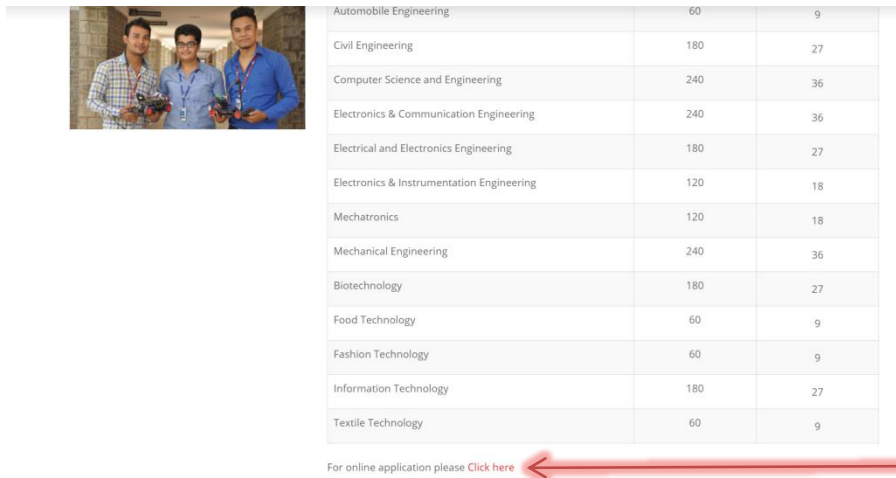 Automobile Engineering 60 9
Civil Engineering 180 27
Computer Science and Engineering 240 36
Electronics & Communication Engineering 240 36
Electrical and Electronics Engineering 180 27
Electronics & Instrumentation Engineering 120 18
Mechatronics 120 18
Mechanical Engineering 240 36
Biotechnology 180 27
Food Technology 60 9
Fashion Technology 60 9
Information Technology 180 27
Textile Technology 60 9
For online application please Click here